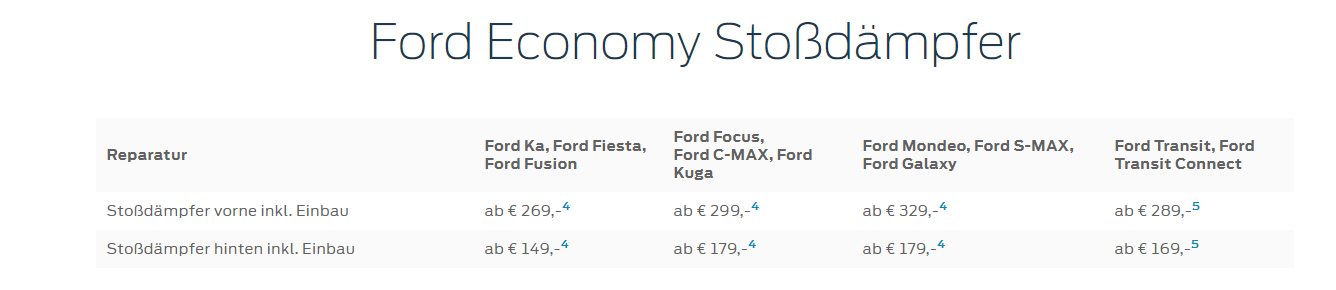 Ford Economy Stoßdämpfer
Reparatur
Ford Ka, Ford Fiesta,
Ford Fusion
Ford Focus,
Ford C-MAX, Ford
Kuga
Ford Mondeo, Ford S-MAX,
Ford Galaxy
Ford Transit, Ford
Transit Connect
Stoßdämpfer vorne inkl. Einbau ab € 269,-4 ab € 299,-4 ab € 329,-4 ab € 289,-5
Stoßdämpfer hinten inkl. Einbau ab € 149,-4 ab € 179,-4 ab € 179,-4 ab € 169,-5